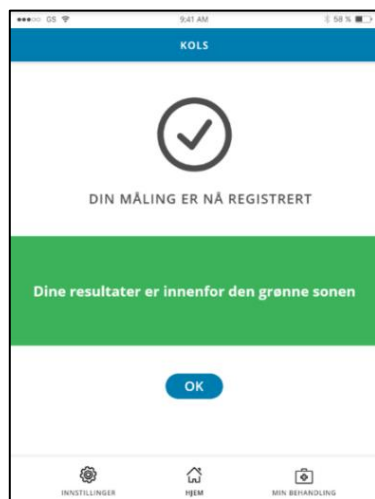 GS 9:41 AM 58 %
KOLS
DIN MÅLING ER NÅ REGISTRERT
Dine resultater er innenfor den grønne sonen
OK
INNSTILLINGER HJEM MIN BEHANDLING